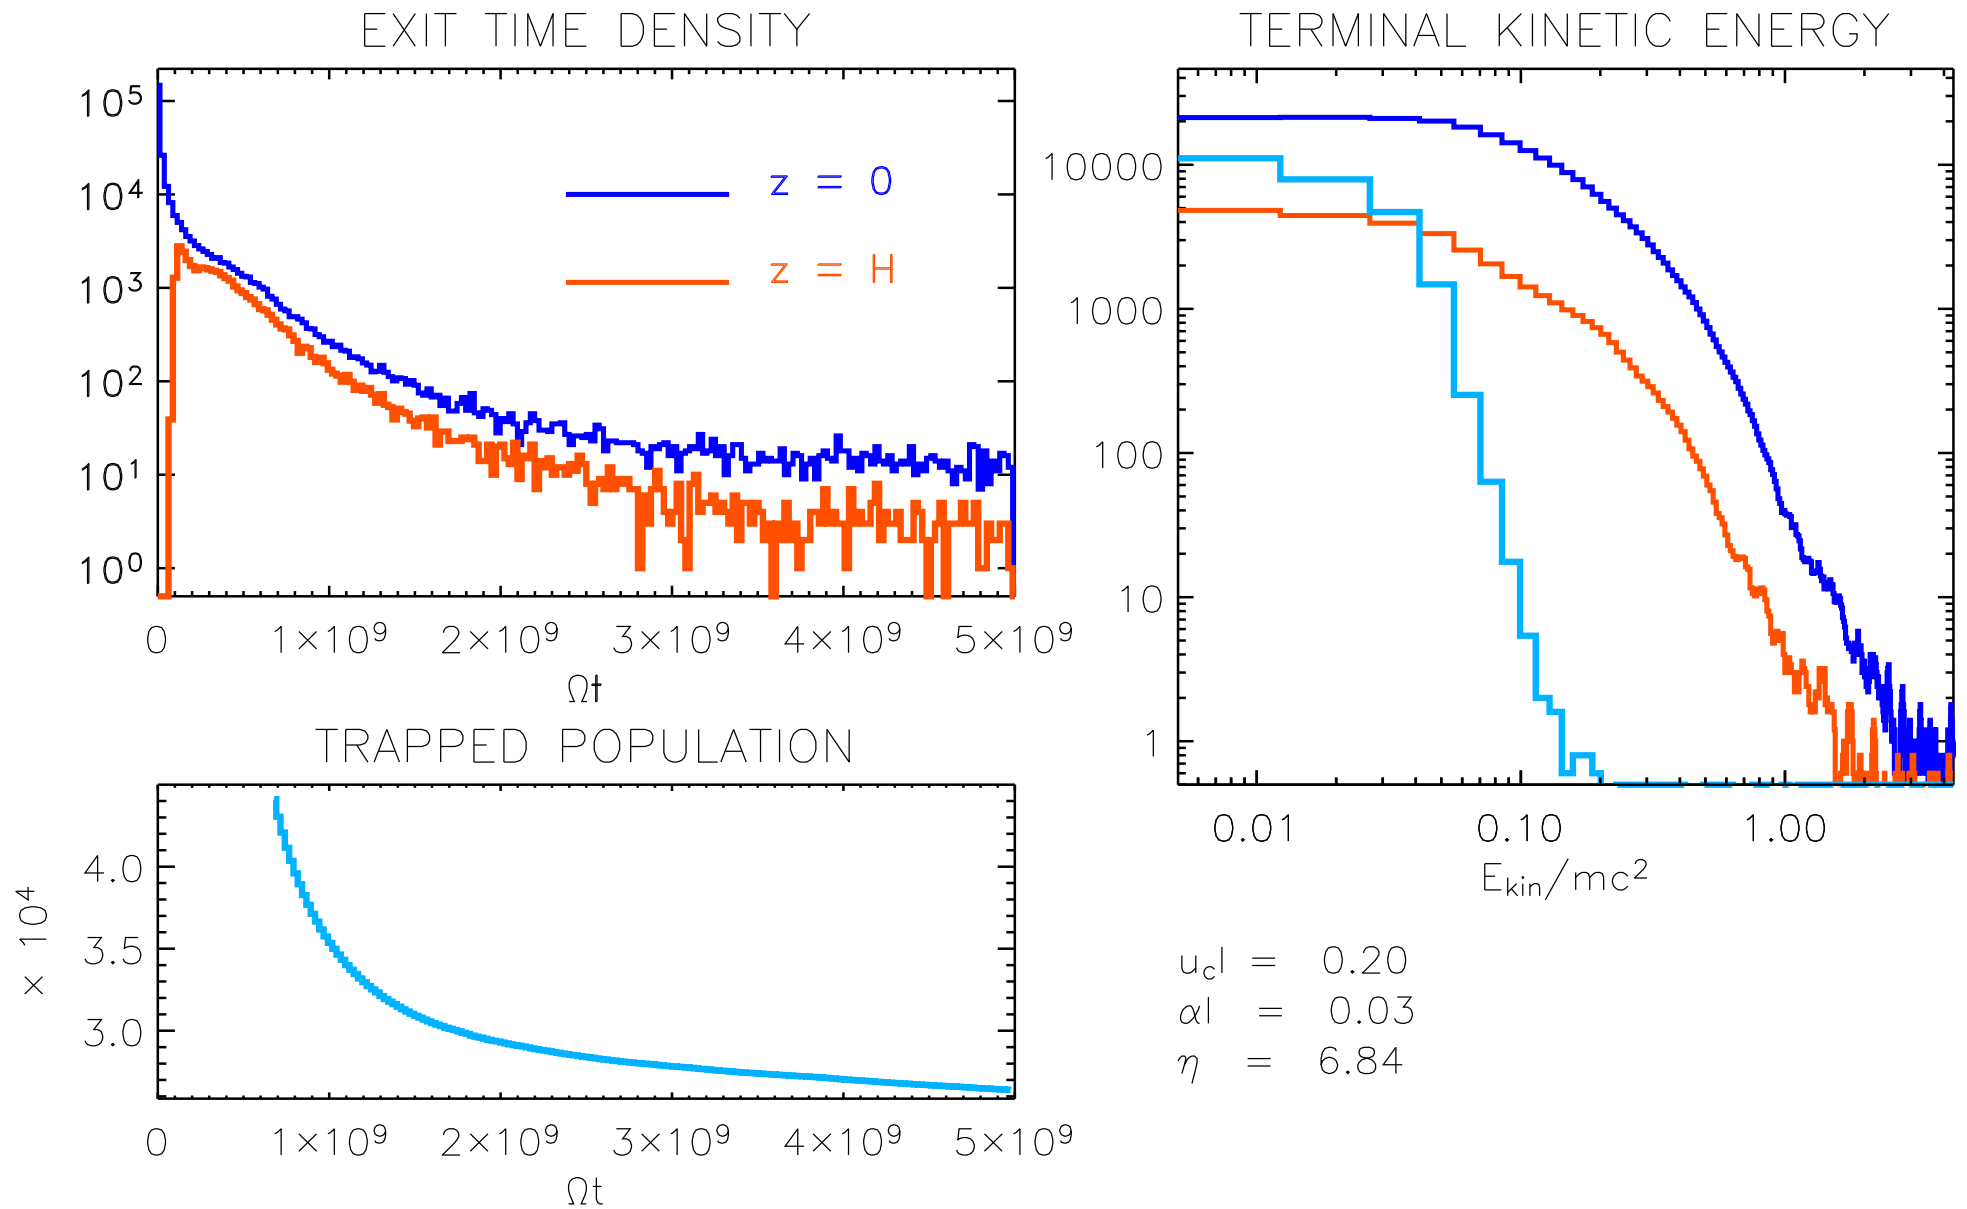 EXIT TIME DENSITY
10⁵
10⁴
10³
10²
10¹
10⁰
z = 0
z = H
0 1×10⁹ 2×10⁹ 3×10⁹ 4×10⁹ 5×10⁹
Ωt
TRAPPED POPULATION
× 10⁴
4.0
3.5
3.0
0 1×10⁹ 2×10⁹ 3×10⁹ 4×10⁹ 5×10⁹
Ωt
TERMINAL KINETIC ENERGY
10000
1000
100
10
1
0.01 0.10 1.00
E_kin/mc²
u_cl = 0.20
αl = 0.03
η = 6.84